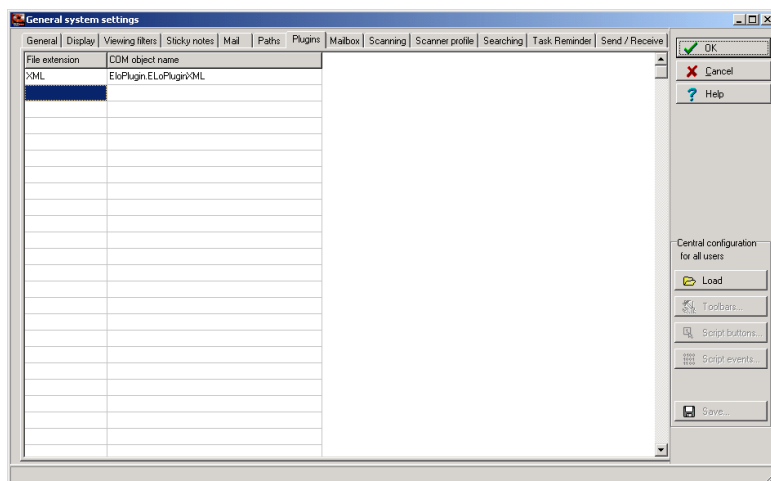 General system settings
General Display Viewing filters Sticky notes Mail Paths Plugins Mailbox Scanning Scanner profile Searching Task Reminder Send / Receive
OK
File extension COM object name
XML EloPlugin.ELoPluginXML
Cancel
Help
Central configuration
for all users
Load
Toolbars...
Script buttons...
Script events...
Save...